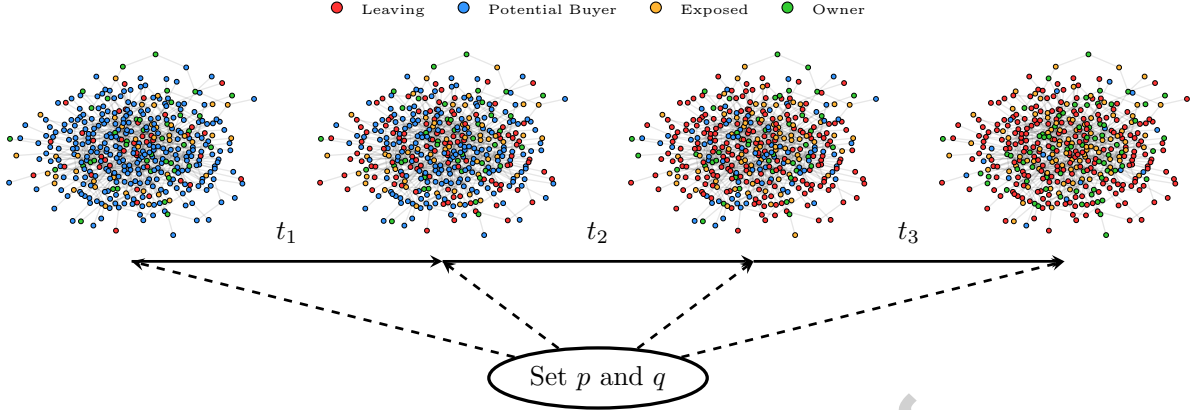 Leaving Potential Buyer Exposed Owner
t1 t2 t3
Set p and q